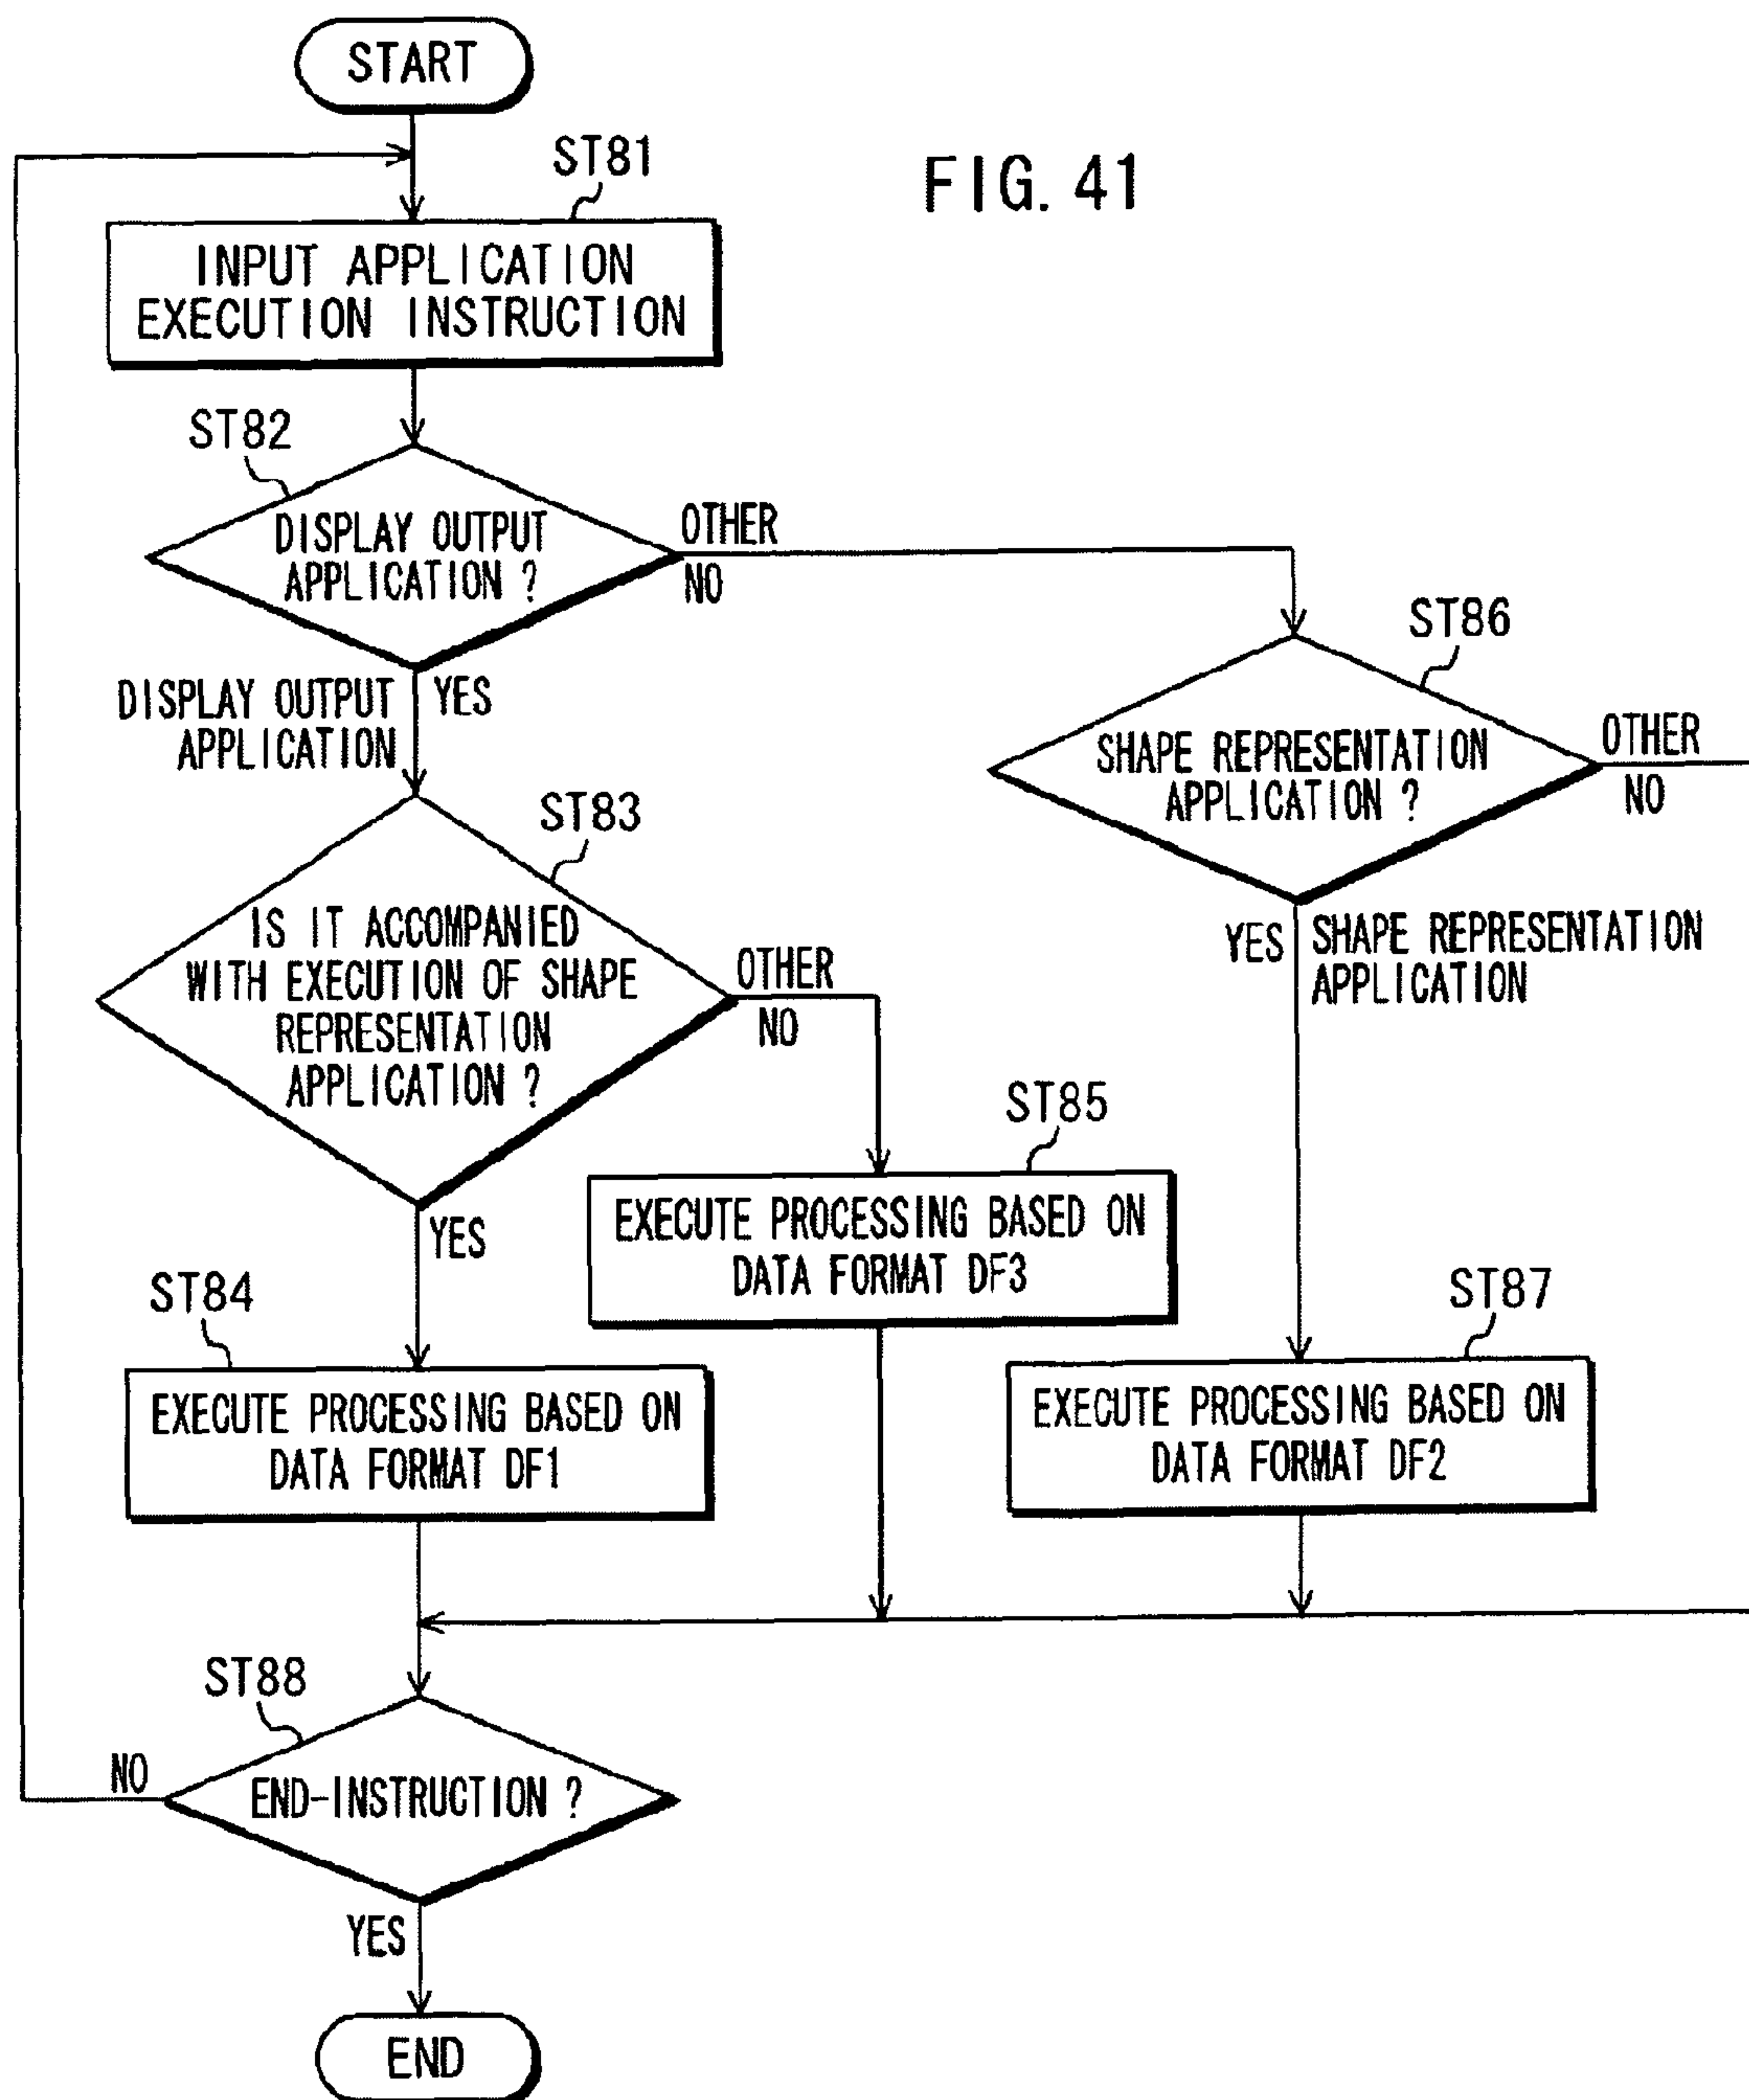 START
FIG. 41
ST81
INPUT APPLICATION
EXECUTION INSTRUCTION
ST82
DISPLAY OUTPUT
APPLICATION ?
OTHER
NO
DISPLAY OUTPUT
APPLICATION
YES
ST86
SHAPE REPRESENTATION
APPLICATION ?
OTHER
NO
YES
SHAPE REPRESENTATION
APPLICATION
ST83
IS IT ACCOMPANIED
WITH EXECUTION OF SHAPE
REPRESENTATION
APPLICATION ?
OTHER
NO
YES
ST85
EXECUTE PROCESSING BASED ON
DATA FORMAT DF3
ST84
EXECUTE PROCESSING BASED ON
DATA FORMAT DF1
ST87
EXECUTE PROCESSING BASED ON
DATA FORMAT DF2
ST88
END-INSTRUCTION ?
NO
YES
END